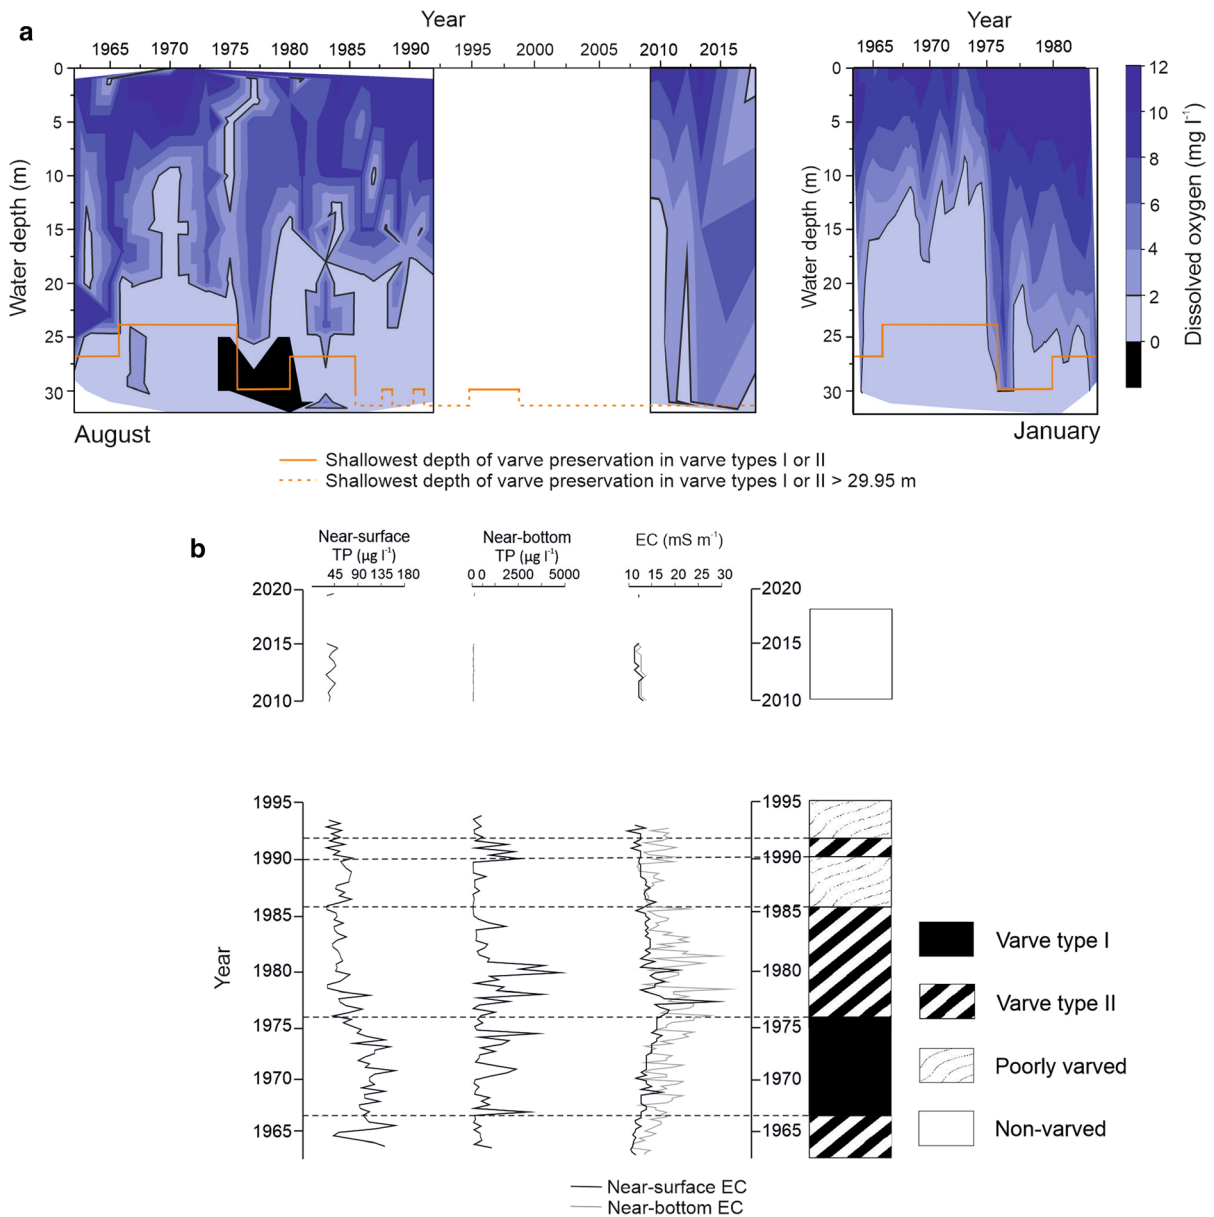 a
Year
1965 1970 1975 1980 1985 1990 1995 2000 2005 2010 2015
Year
1965 1970 1975 1980
Water depth (m)
0
5
10
15
20
25
30
August
Water depth (m)
0
5
10
15
20
25
30
January
Dissolved oxygen (mg l⁻¹)
12
10
8
6
4
2
0
Shallowest depth of varve preservation in varve types I or II
Shallowest depth of varve preservation in varve types I or II > 29.95 m
b
Near-surface
TP (µg l⁻¹)
45 90 135 180
Near-bottom
TP (µg l⁻¹)
0 0 2500 5000
EC (mS m⁻¹)
10 15 20 25 30
Year
2020
2015
2010
1995
1990
1985
1980
1975
1970
1965
2020
2015
2010
1995
1990
1985
1980
1975
1970
1965
Varve type I
Varve type II
Poorly varved
Non-varved
Near-surface EC
Near-bottom EC